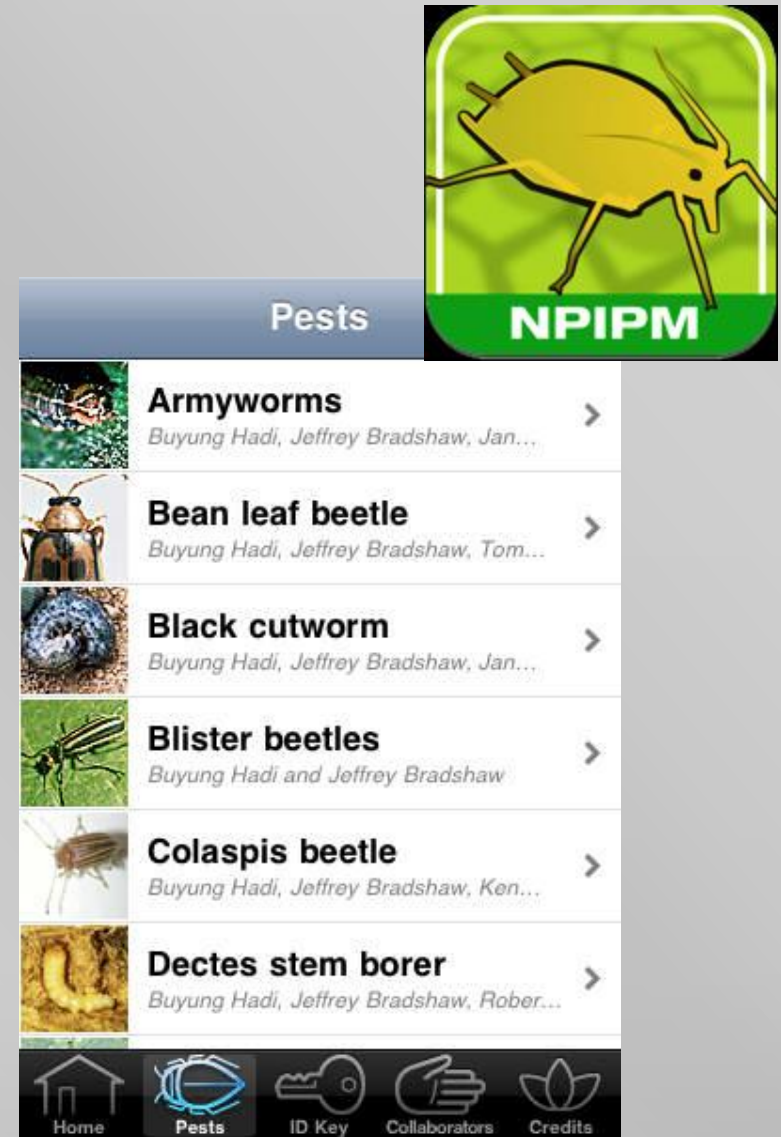 NPIPM
Pests
Armyworms
Buyung Hadi, Jeffrey Bradshaw, Jan...
Bean leaf beetle
Buyung Hadi, Jeffrey Bradshaw, Tom...
Black cutworm
Buyung Hadi, Jeffrey Bradshaw, Jan...
Blister beetles
Buyung Hadi and Jeffrey Bradshaw
Colaspis beetle
Buyung Hadi, Jeffrey Bradshaw, Ken...
Dectes stem borer
Buyung Hadi, Jeffrey Bradshaw, Rober...
Home Pests ID Key Collaborators Credits